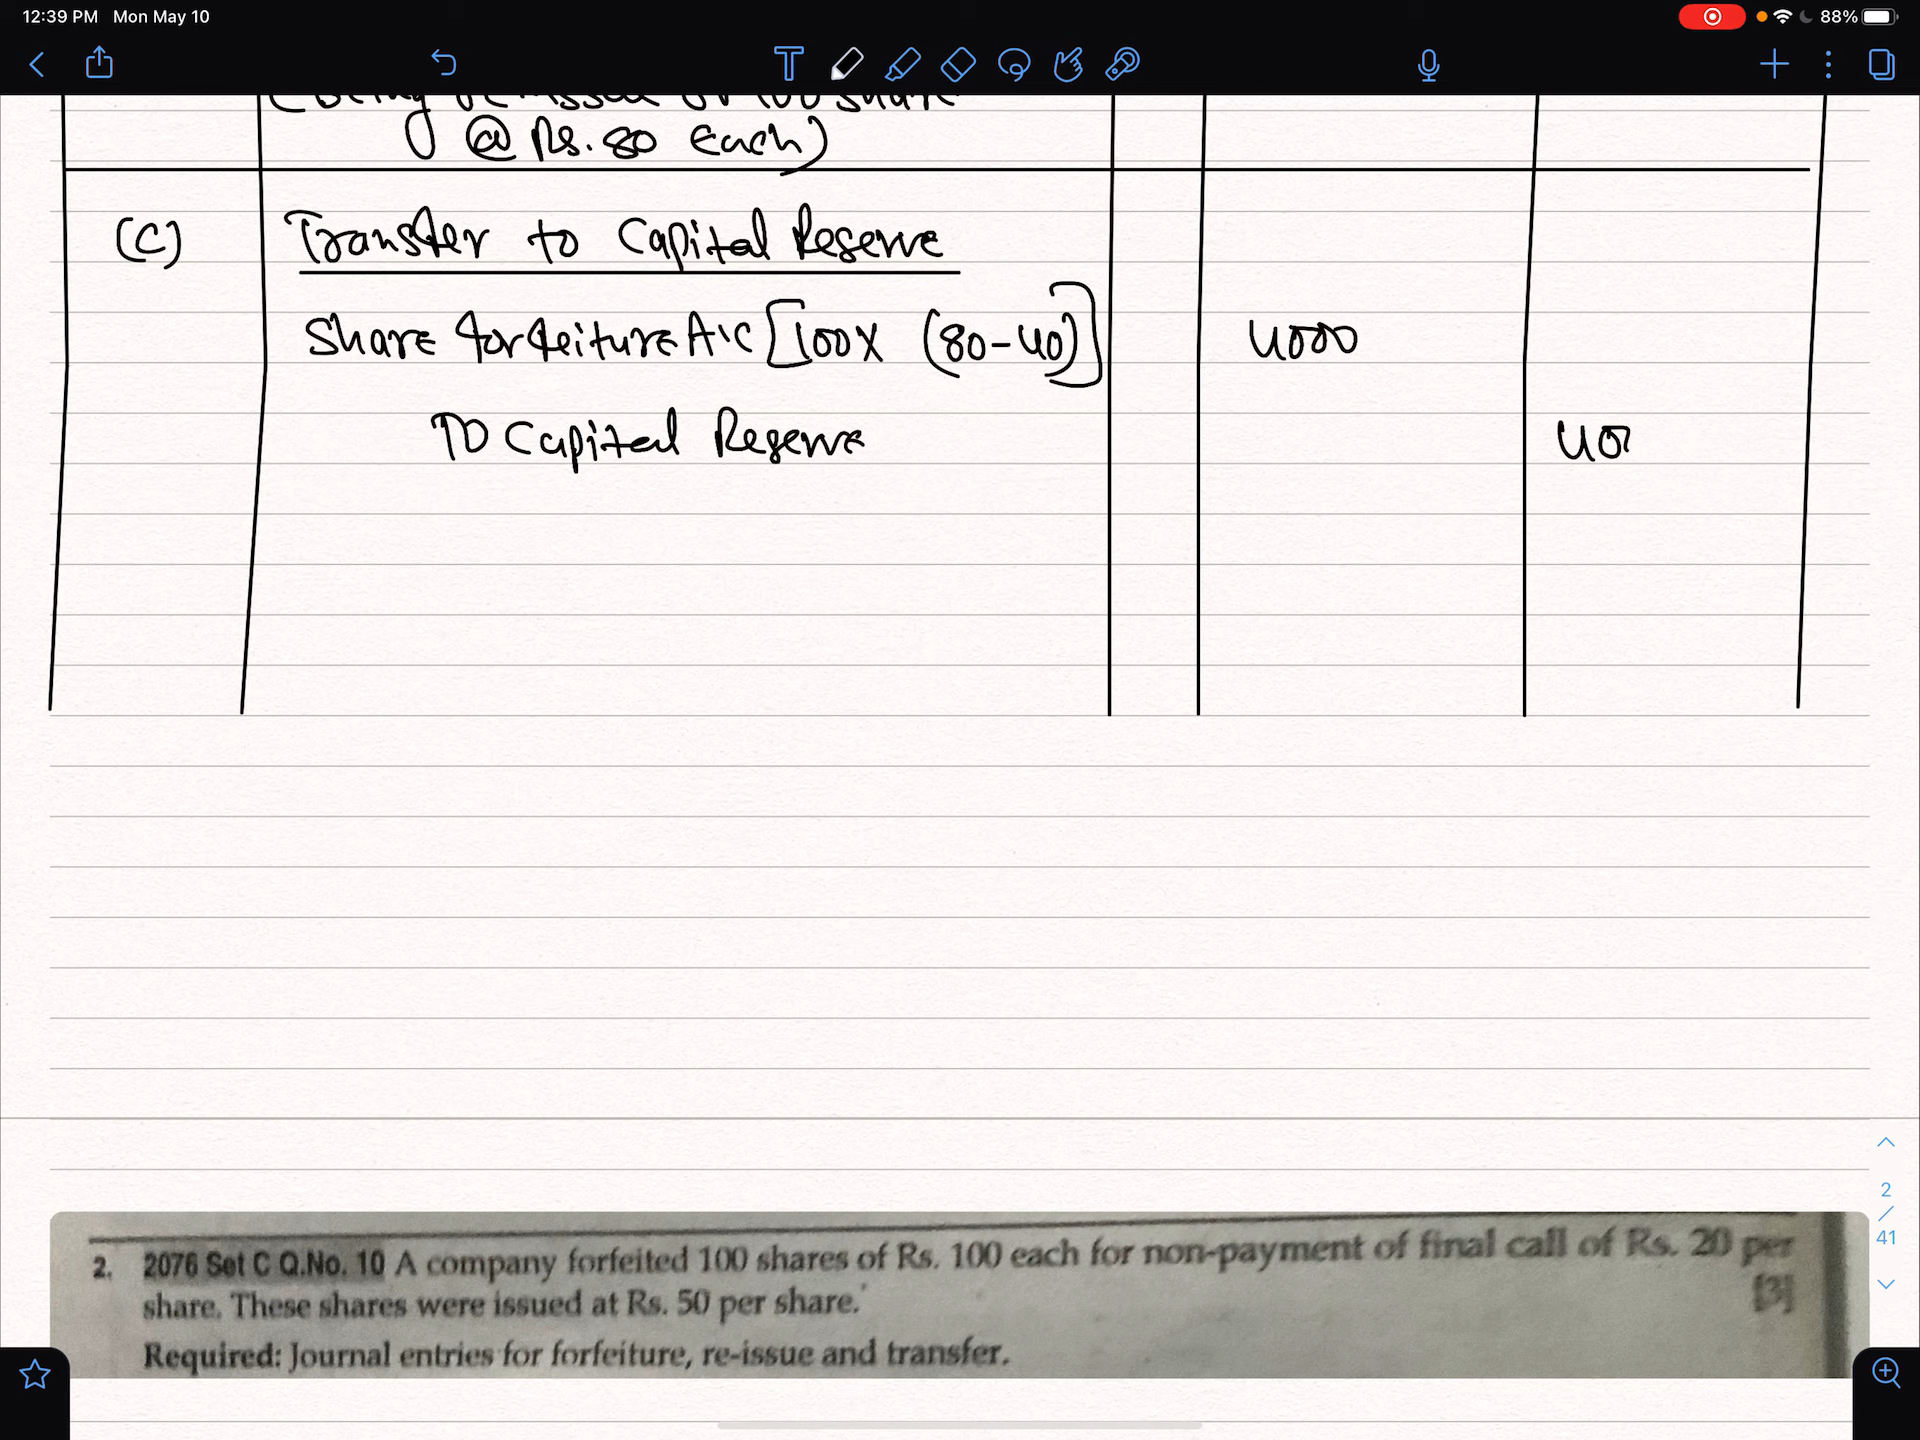 12:39 PM Mon May 10
88%
@ Rs. 80 Each)
(C) Transfer to Capital Reserve
Share forfeiture A/C [100 X (80-40)] 4000
TO Capital Reserve 400
2
/
41
2. 2076 Set C Q.No. 10 A company forfeited 100 shares of Rs. 100 each for non-payment of final call of Rs. 20 per
share. These shares were issued at Rs. 50 per share. [3]
Required: Journal entries for forfeiture, re-issue and transfer.